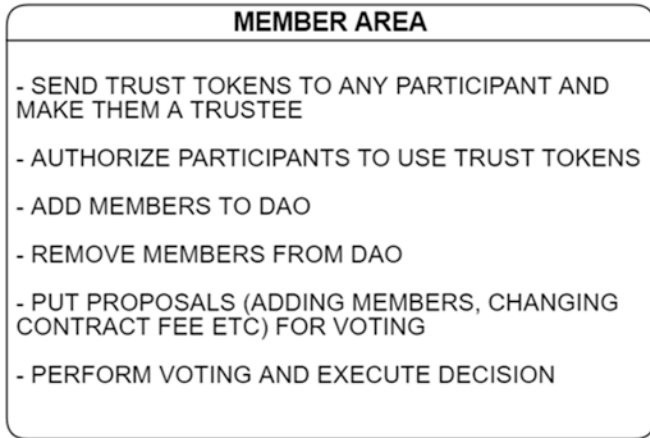 MEMBER AREA
- SEND TRUST TOKENS TO ANY PARTICIPANT AND
MAKE THEM A TRUSTEE
- AUTHORIZE PARTICIPANTS TO USE TRUST TOKENS
- ADD MEMBERS TO DAO
- REMOVE MEMBERS FROM DAO
- PUT PROPOSALS (ADDING MEMBERS, CHANGING
CONTRACT FEE ETC) FOR VOTING
- PERFORM VOTING AND EXECUTE DECISION